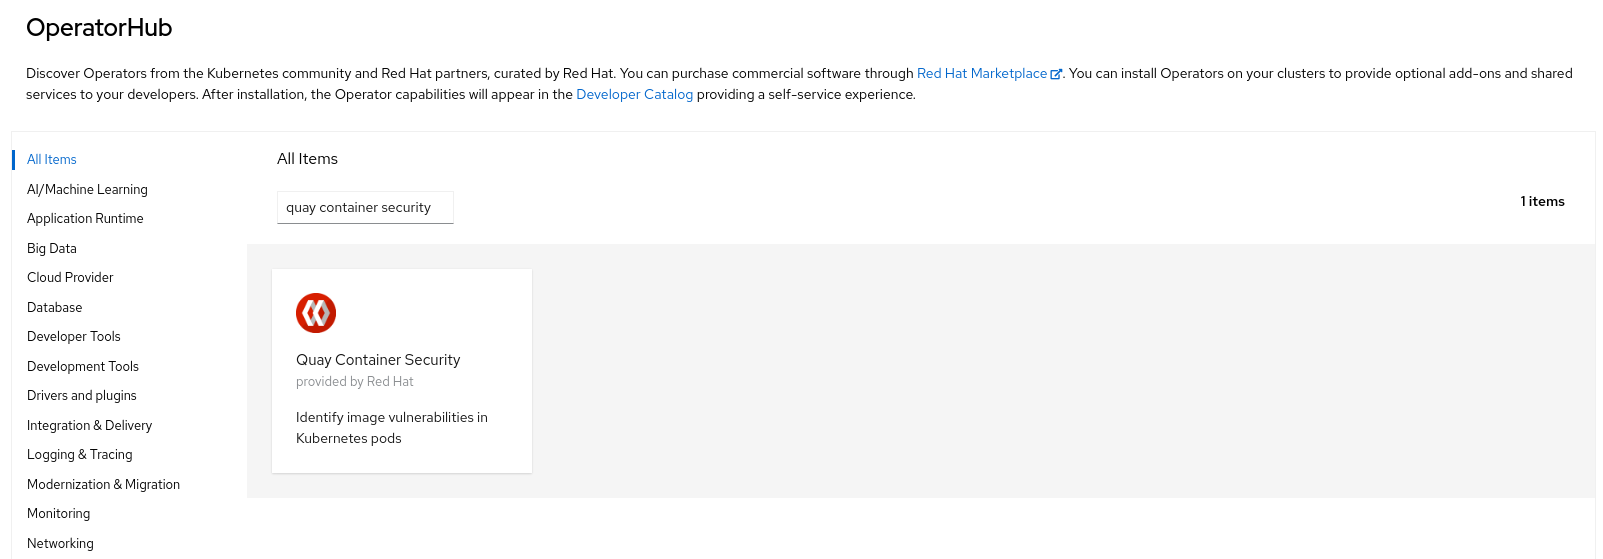 OperatorHub
Discover Operators from the Kubernetes community and Red Hat partners, curated by Red Hat. You can purchase commercial software through Red Hat Marketplace. You can install Operators on your clusters to provide optional add-ons and shared
services to your developers. After installation, the Operator capabilities will appear in the Developer Catalog providing a self-service experience.
All Items
AI/Machine Learning
Application Runtime
Big Data
Cloud Provider
Database
Developer Tools
Development Tools
Drivers and plugins
Integration & Delivery
Logging & Tracing
Modernization & Migration
Monitoring
Networking
All Items
quay container security
1 items
Quay Container Security
provided by Red Hat
Identify image vulnerabilities in
Kubernetes pods